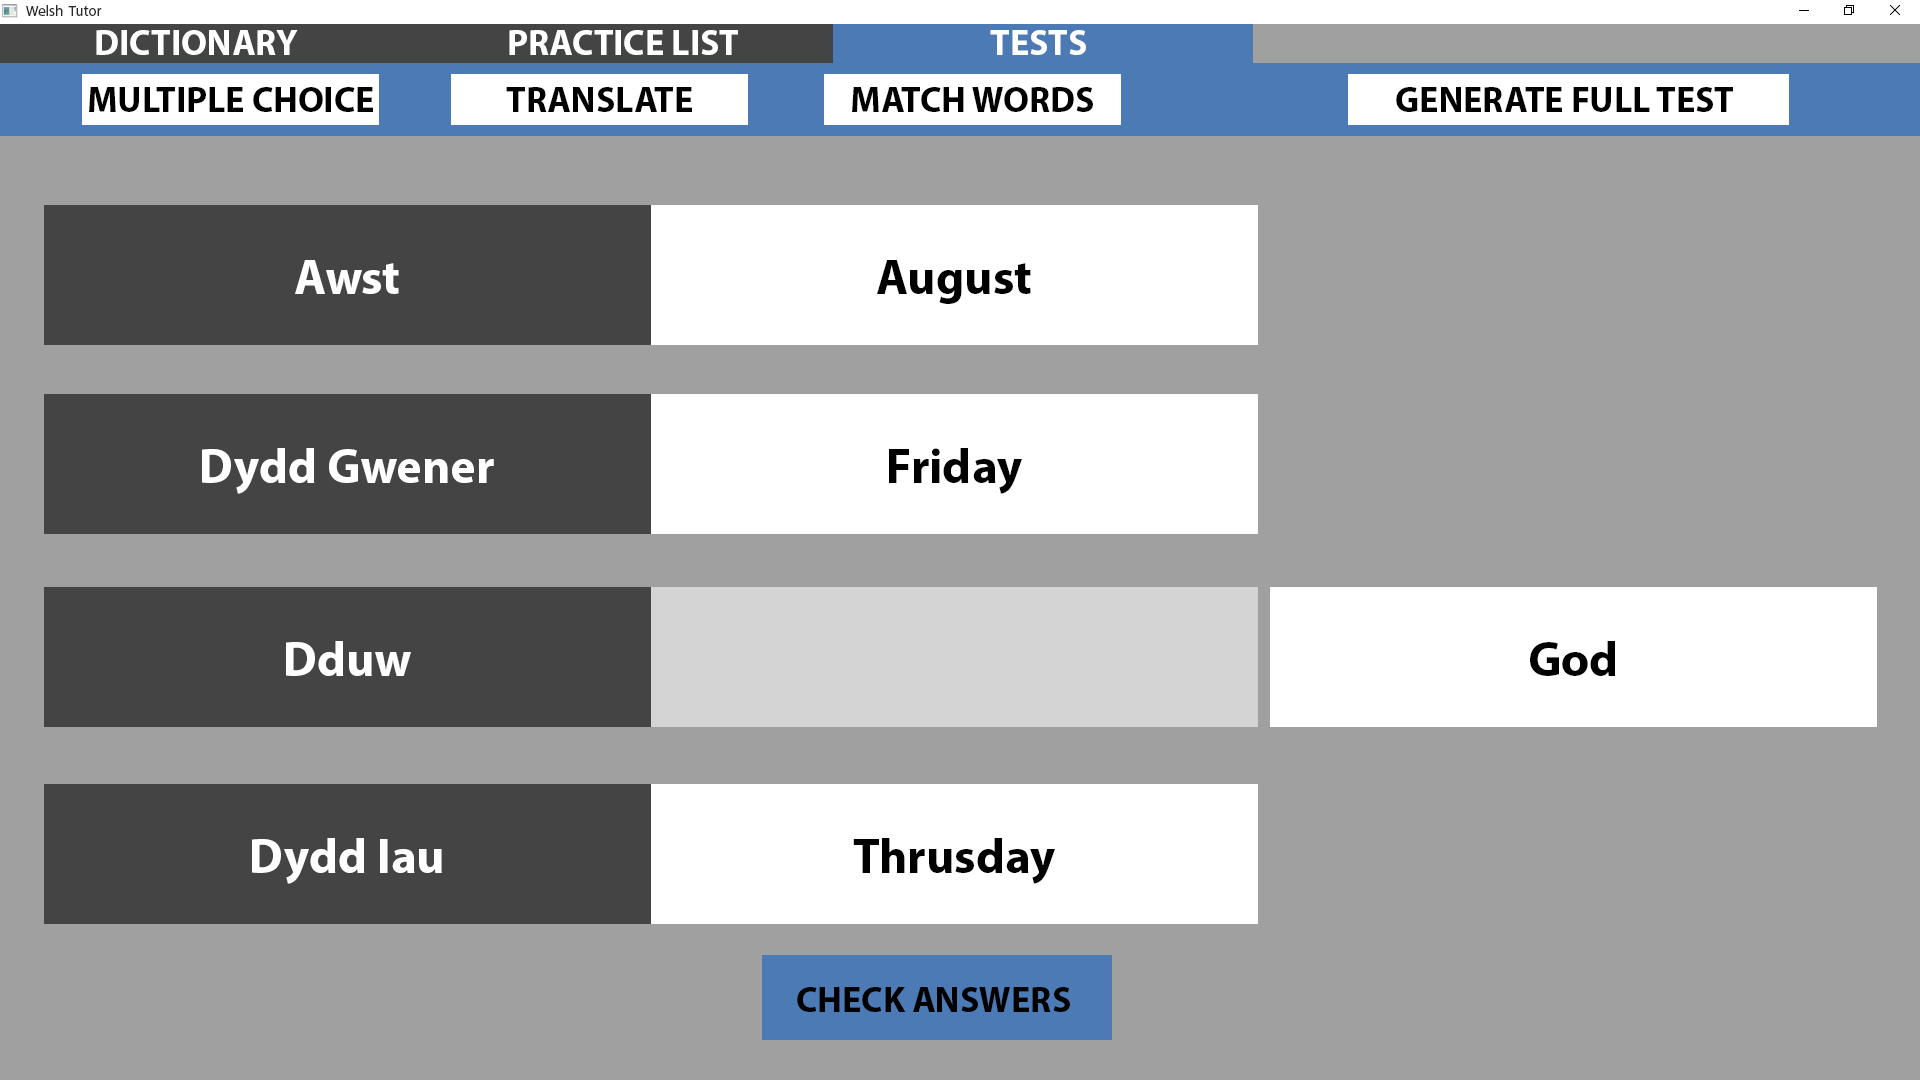 Welsh Tutor
DICTIONARY PRACTICE LIST TESTS
MULTIPLE CHOICE TRANSLATE MATCH WORDS GENERATE FULL TEST
Awst August
Dydd Gwener Friday
Dduw God
Dydd Iau Thrusday
CHECK ANSWERS